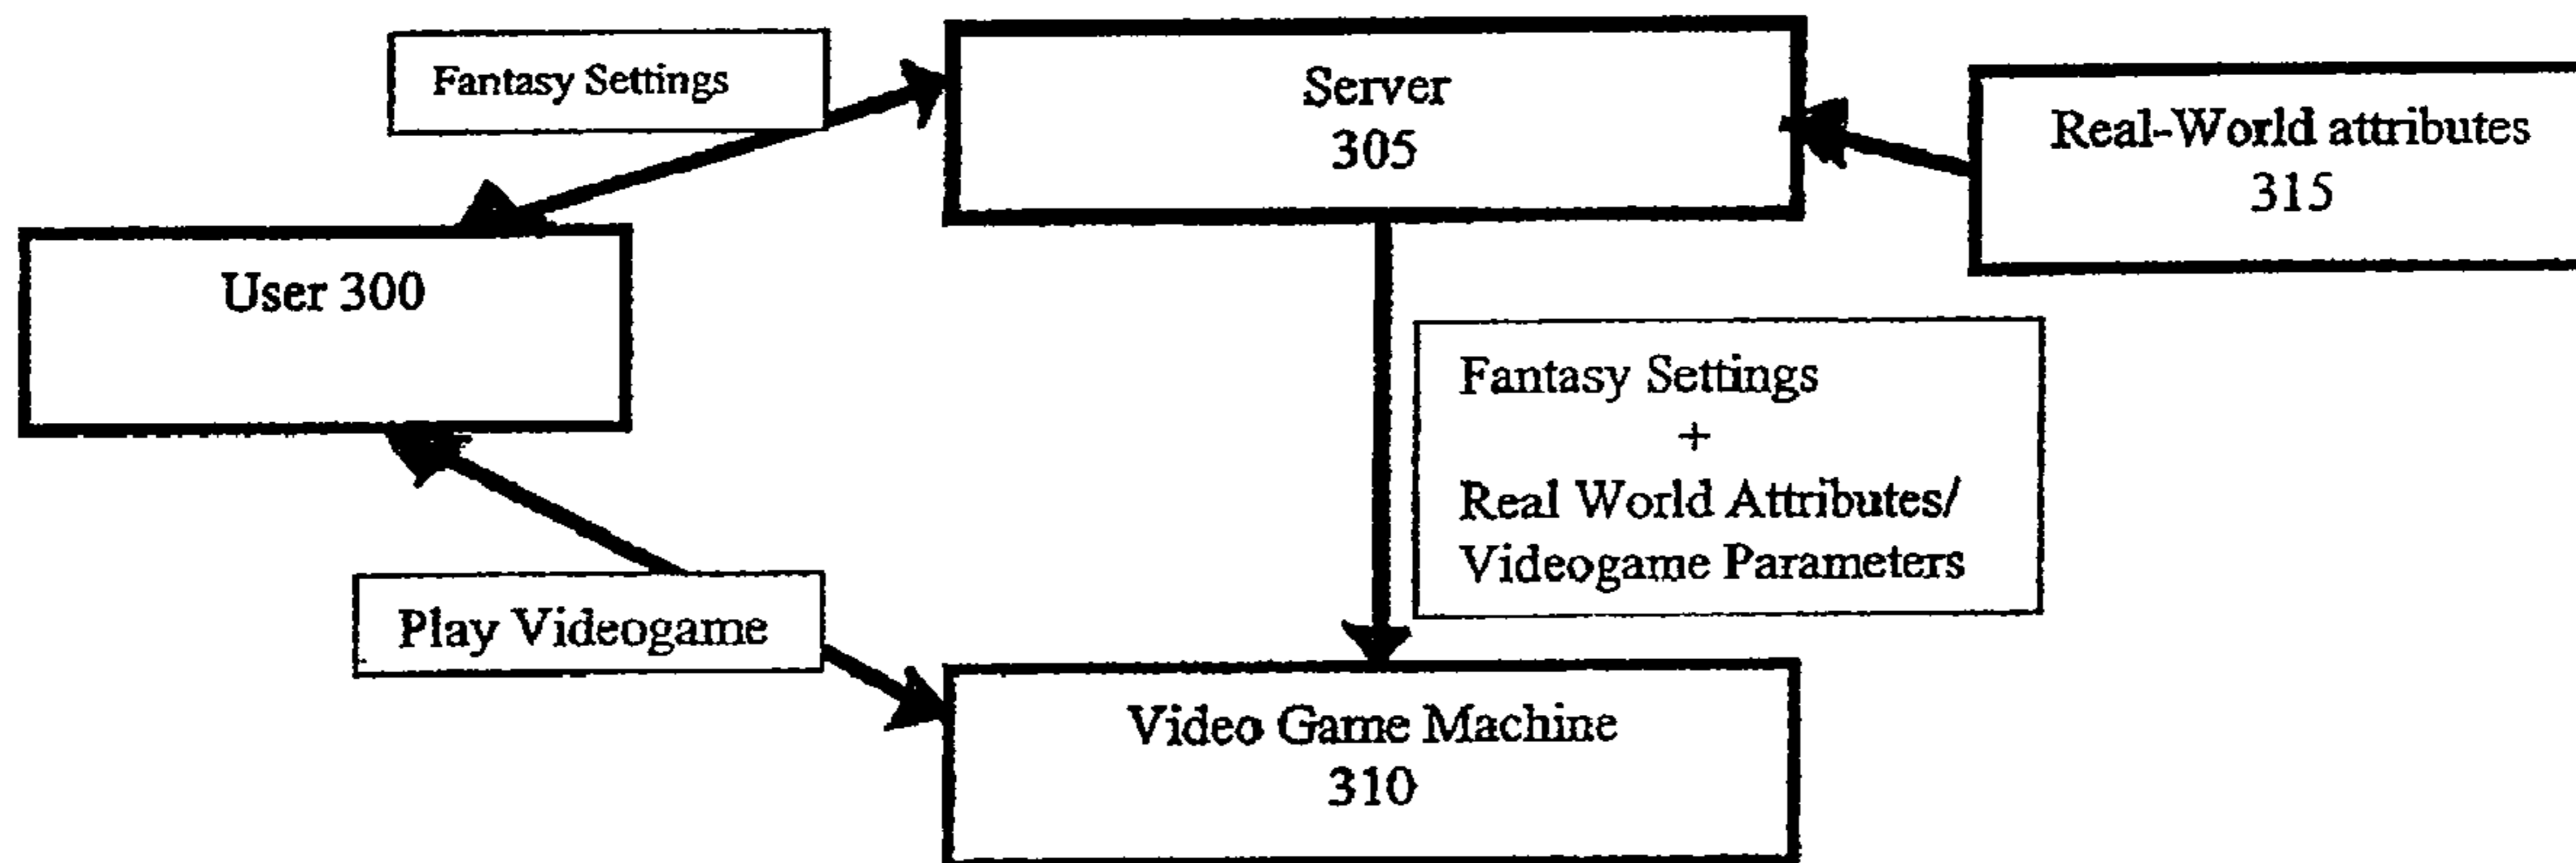 Fantasy Settings
Server
305
Real-World attributes
315
User 300
Fantasy Settings
+
Real World Attributes/
Videogame Parameters
Play Videogame
Video Game Machine
310